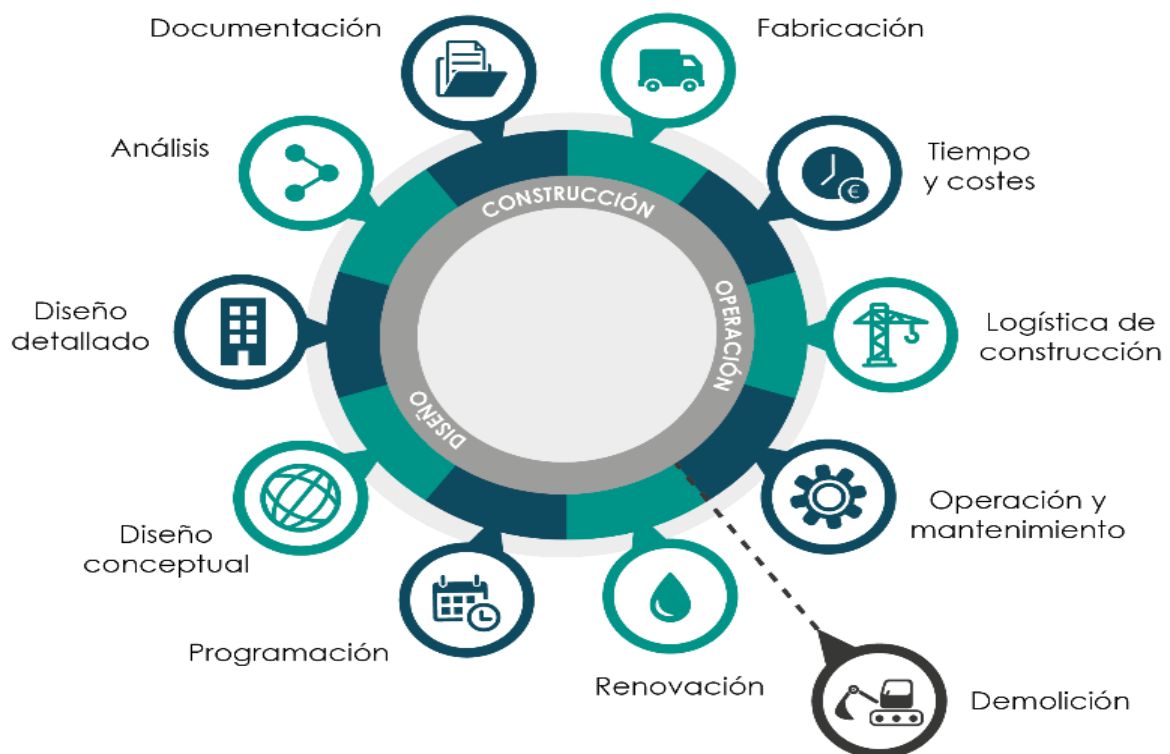 Documentación
Fabricación
Análisis
Tiempo
y costes
CONSTRUCCIÓN
OPERACIÓN
DISEÑO
Diseño
detallado
Logística de
construcción
Diseño
conceptual
Operación y
mantenimiento
Programación
Renovación
Demolición
€